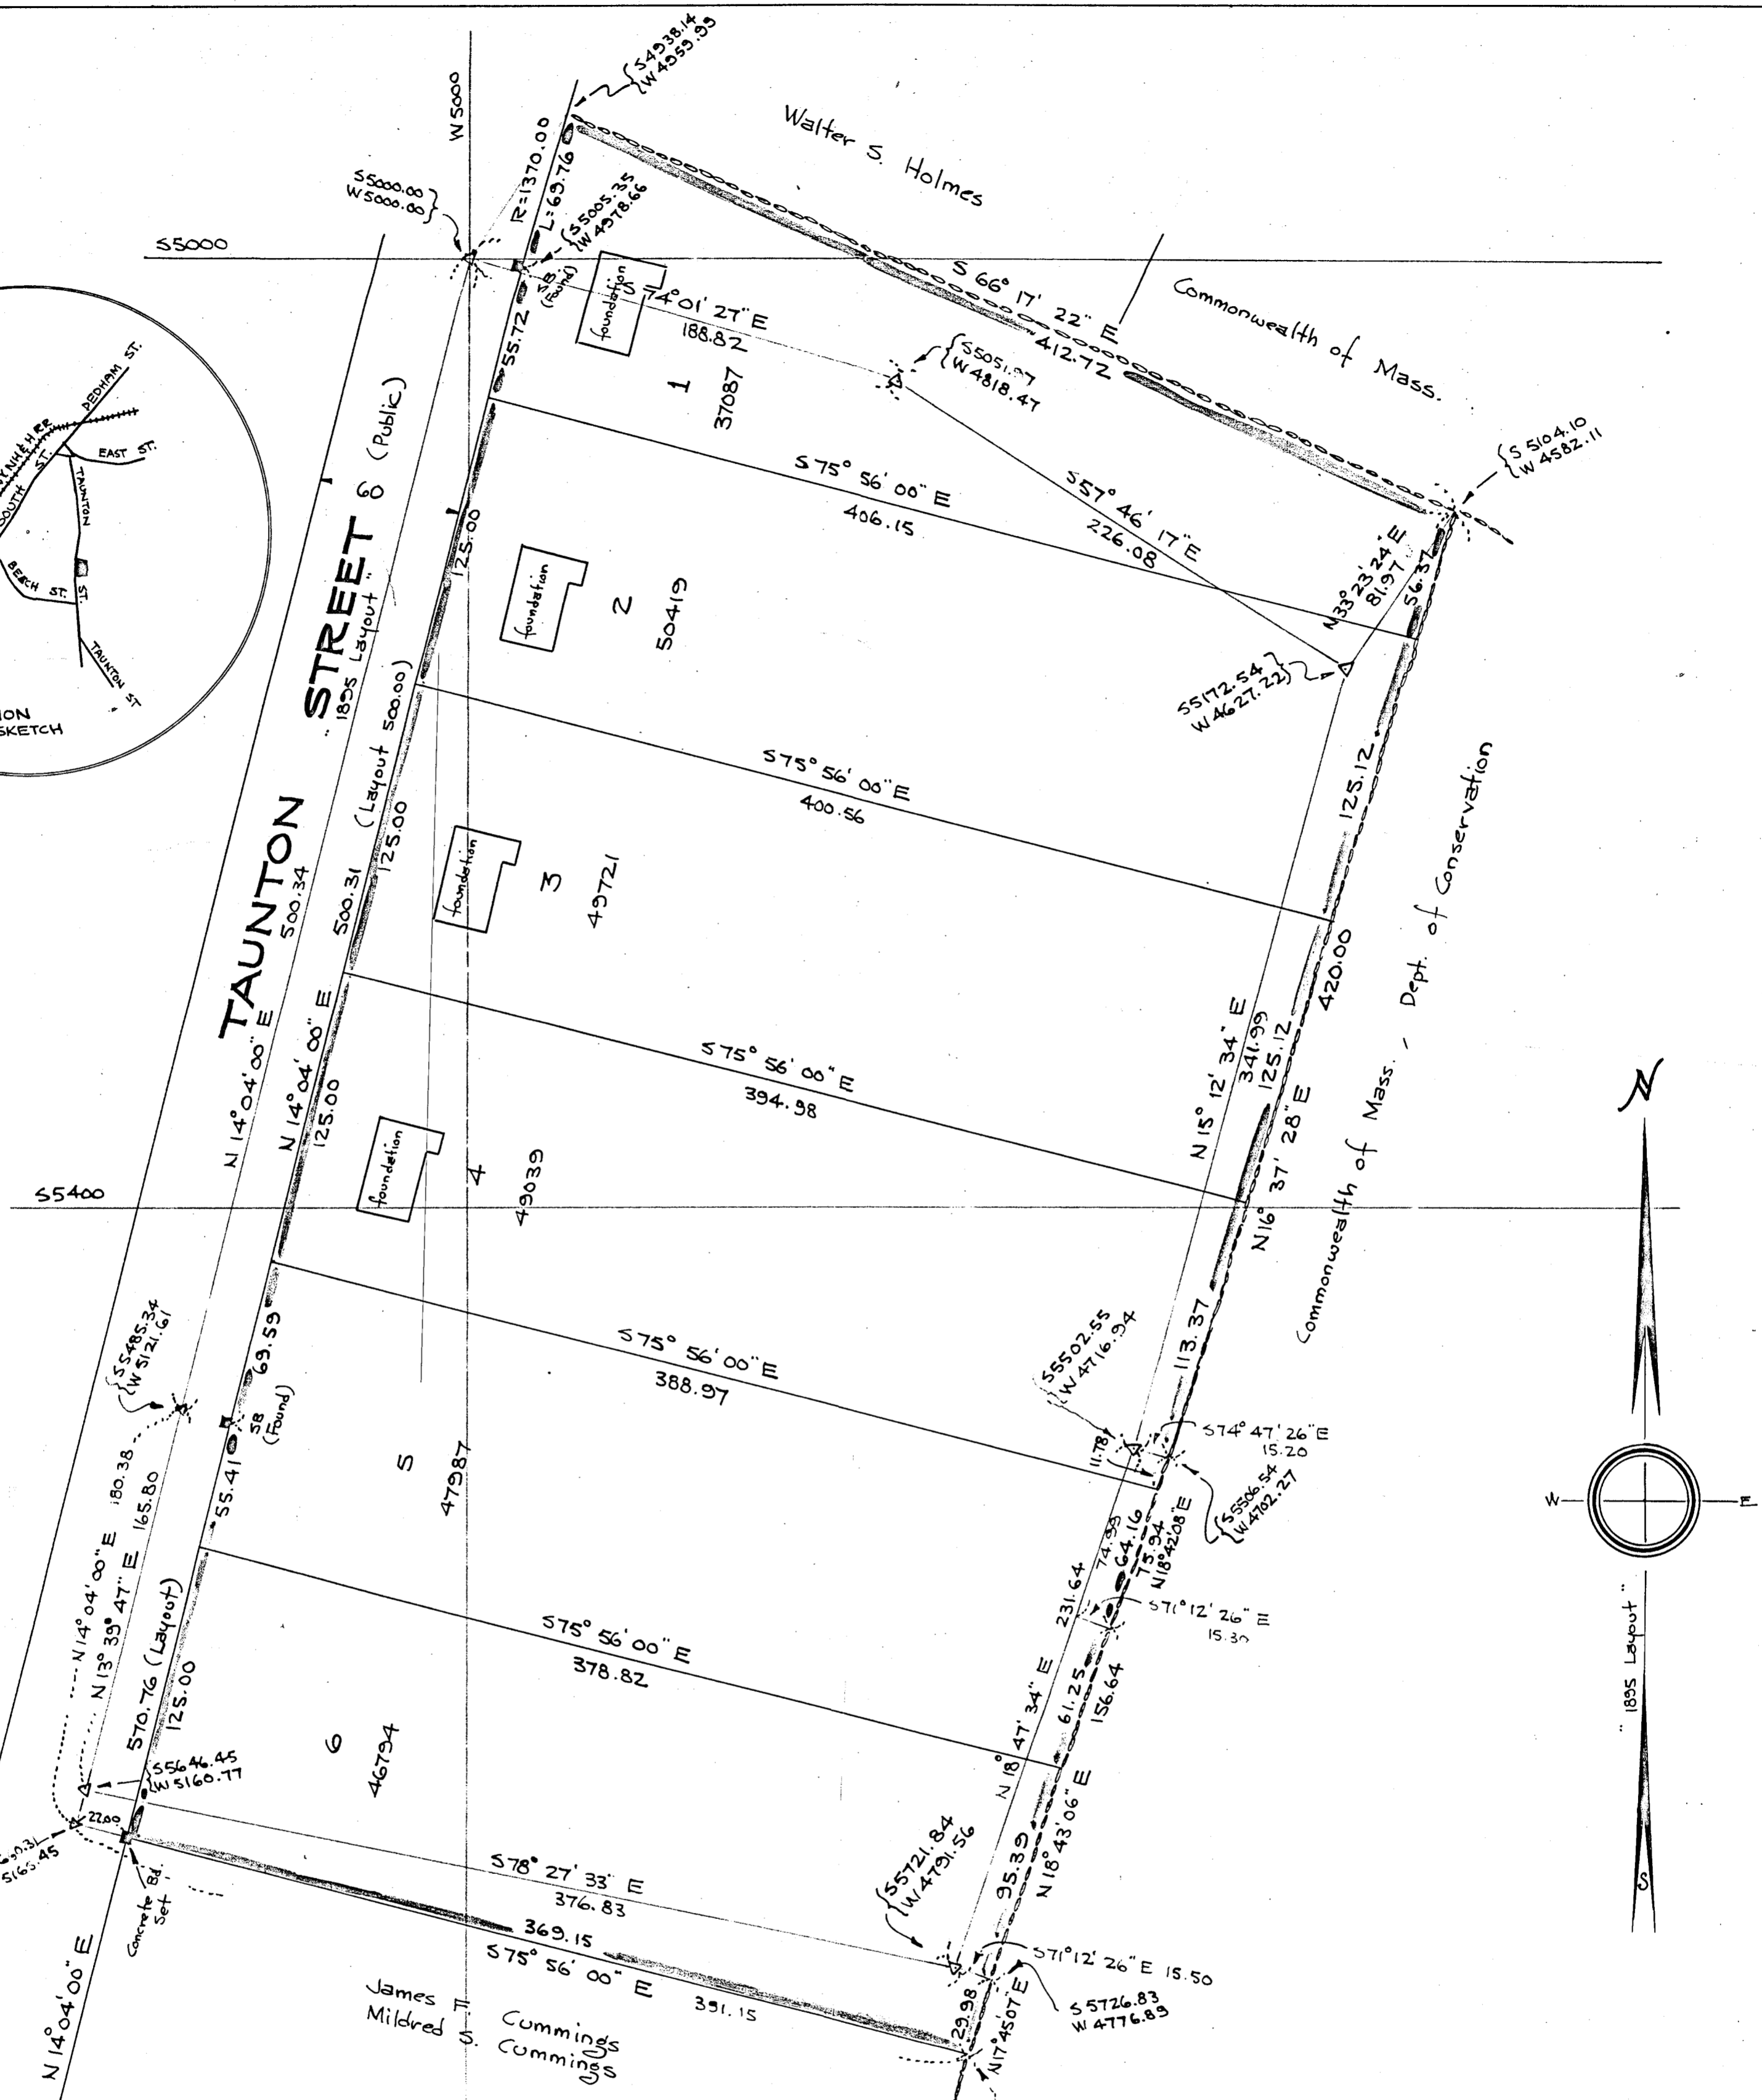 S4938.14
W4959.99
W5000
Walter S. Holmes
R=1370.00
L=69.76
S5000.00
W5000.00
S5005.35
W4978.66
S5000
SB
(Found)
foundation
S 74° 01' 27" E
188.82
S 66° 17' 22" E
412.72
Commonwealth of Mass.
55.72
1
37087
W4818.47
S 5104.10
W 4582.11
DEDHAM ST.
EAST ST.
SOUTH ST.
TAUNTON
ST.
BEACH ST.
TAUNTON ST
SKETCH
TAUNTON STREET
60 (Public)
"1895 Layout"
S 75° 56' 00" E
406.15
S57° 46' 17" E
226.08
N33° 23' 24" E
81.97
56.37
125.00
foundation
2
50419
S5172.54
W4627.22
(Layout 500.00)
S75° 56' 00" E
400.56
125.12
Commonwealth of Mass. - Dept. of Conservation
125.00
500.34
500.31
foundation
3
49721
420.00
N 14° 04' 00" E
N 14° 04' 00" E
125.00
S75° 56' 00" E
394.98
N 15° 12' 34" E
341.99
125.12
N16° 37' 28" E
foundation
4
49039
S5400
N
69.59
S75° 56' 00" E
388.97
113.37
S5485.34
W5121.61
SB
(Found)
S5502.55
W4716.94
S74° 47' 26" E
15.20
11.78
S5506.54
W4702.27
55.41
5
47987
180.38
165.80
N14° 04' 00" E
N13° 39' 47" E
W
E
74.99
64.16
75.94
N18°42'08"E
231.64
S71° 12' 26" E
15.30
S75° 56' 00" E
378.82
61.25
156.64
"1895 Layout"
570.76 (Layout)
125.00
6
46794
N 18° 47' 34" E
S5646.45
W5160.77
22.00
5165.45
Concrete Bd.
Set
S78° 27' 33" E
376.83
369.15
S75° 56' 00" E
391.15
S5721.84
W4791.56
95.39
N18°43'06" E
S
S71°12' 26" E 15.50
S 5726.83
W 4776.89
29.98
N17°45'07"E
N 14° 04' 00" E
James F. Cummings
Mildred S. Cummings